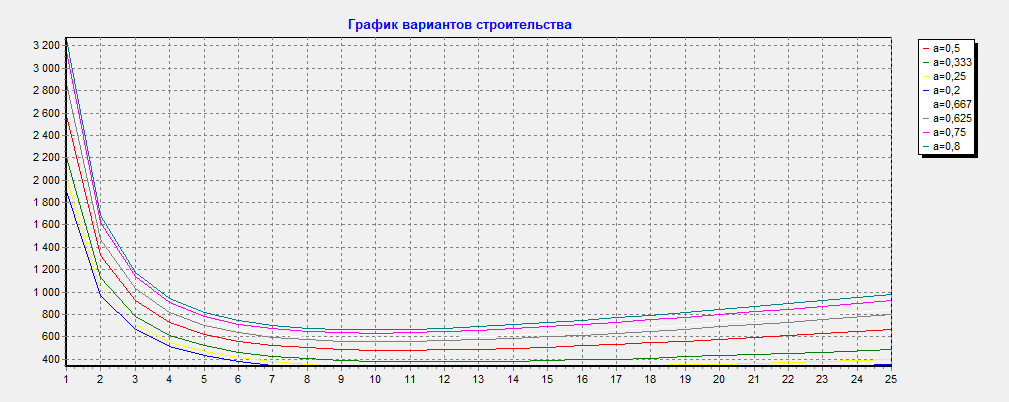 График вариантов строительства
3 200
3 000
2 800
2 600
2 400
2 200
2 000
1 800
1 600
1 400
1 200
1 000
800
600
400
1 2 3 4 5 6 7 8 9 10 11 12 13 14 15 16 17 18 19 20 21 22 23 24 25
a=0,5
a=0,333
a=0,25
a=0,2
a=0,667
a=0,625
a=0,75
a=0,8